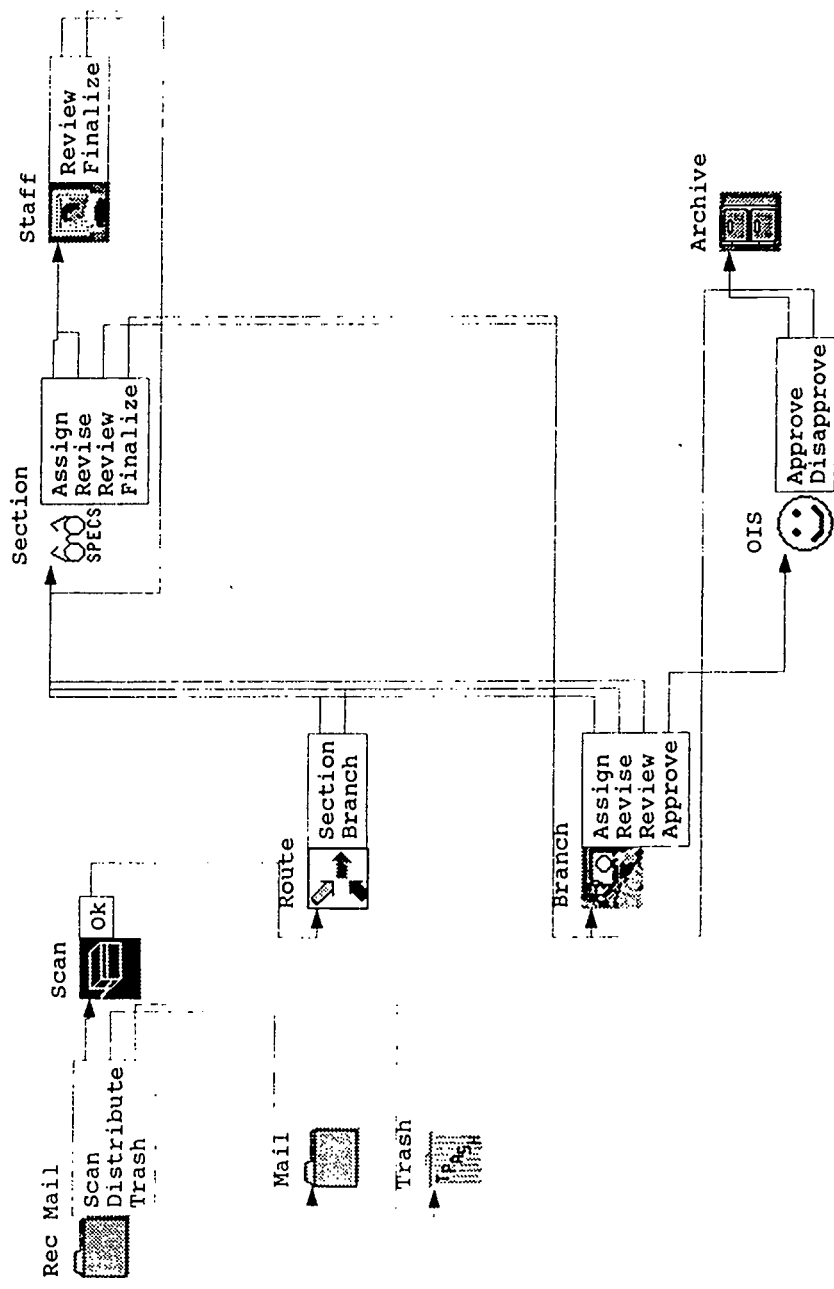 Rec Mail
Scan
Distribute
Trash
Scan
Ok
Section
SPECS
Assign
Revise
Review
Finalize
Staff
Review
Finalize
Mail
Route
Section
Branch
Trash
TRASH
Branch
Assign
Revise
Review
Approve
OIS
Approve
Disapprove
Archive